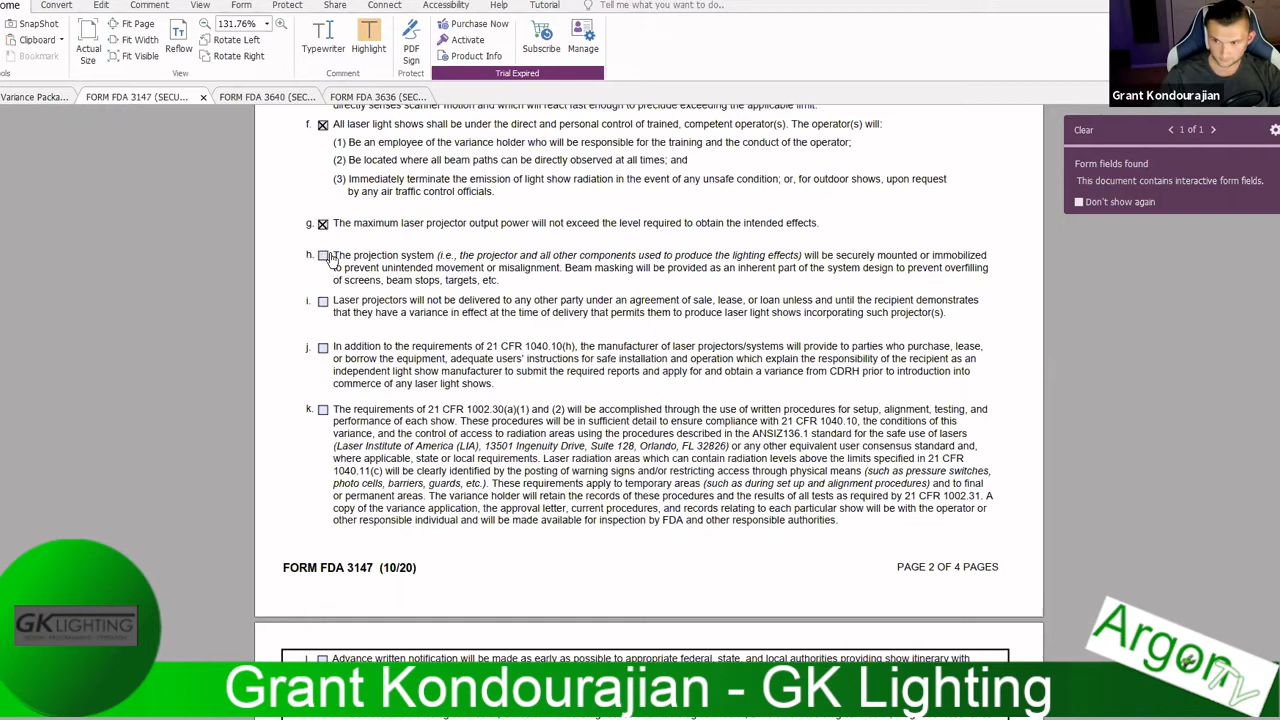 ome Convert Edit Comment View Form Protect Share Connect Accessibility Help Tutorial Tell me what you want to do...
SnapShot Fit Page 131.76% Purchase Now
Clipboard Fit Width Rotate Left Activate
Bookmark Fit Visible Rotate Right Product Info
Actual Size Reflow Typewriter Highlight PDF Sign Subscribe Manage
ols View Comment Protect Trial Expired
Variance Packa... FORM FDA 3147 (SECU... × FORM FDA 3640 (SEC... FORM FDA 3636 (SEC...
Grant Kondourajian
Clear 1 of 1
Form fields found
This document contains interactive form fields.
Don't show again
directly senses scanner motion and which will react fast enough to preclude exceeding the applicable limit.
f. All laser light shows shall be under the direct and personal control of trained, competent operator(s). The operator(s) will:
(1) Be an employee of the variance holder who will be responsible for the training and the conduct of the operator;
(2) Be located where all beam paths can be directly observed at all times; and
(3) Immediately terminate the emission of light show radiation in the event of any unsafe condition; or, for outdoor shows, upon request
by any air traffic control officials.
g. The maximum laser projector output power will not exceed the level required to obtain the intended effects.
h. The projection system (i.e., the projector and all other components used to produce the lighting effects) will be securely mounted or immobilized
to prevent unintended movement or misalignment. Beam masking will be provided as an inherent part of the system design to prevent overfilling
of screens, beam stops, targets, etc.
i. Laser projectors will not be delivered to any other party under an agreement of sale, lease, or loan unless and until the recipient demonstrates
that they have a variance in effect at the time of delivery that permits them to produce laser light shows incorporating such projector(s).
j. In addition to the requirements of 21 CFR 1040.10(h), the manufacturer of laser projectors/systems will provide to parties who purchase, lease,
or borrow the equipment, adequate users' instructions for safe installation and operation which explain the responsibility of the recipient as an
independent light show manufacturer to submit the required reports and apply for and obtain a variance from CDRH prior to introduction into
commerce of any laser light shows.
k. The requirements of 21 CFR 1002.30(a)(1) and (2) will be accomplished through the use of written procedures for setup, alignment, testing, and
performance of each show. These procedures will be in sufficient detail to ensure compliance with 21 CFR 1040.10, the conditions of this
variance, and the control of access to radiation areas using the procedures described in the ANSIZ136.1 standard for the safe use of lasers
(Laser Institute of America (LIA), 13501 Ingenuity Drive, Suite 128, Orlando, FL 32826) or any other equivalent user consensus standard and,
where applicable, state or local requirements. Laser radiation areas which can contain radiation levels above the limits specified in 21 CFR
1040.11(c) will be clearly identified by the posting of warning signs and/or restricting access through physical means (such as pressure switches,
photo cells, barriers, guards, etc.). These requirements apply to temporary areas (such as during set up and alignment procedures) and to final
or permanent areas. The variance holder will retain the records of these procedures and the results of all tests as required by 21 CFR 1002.31. A
copy of the variance application, the approval letter, current procedures, and records relating to each particular show will be with the operator or
other responsible individual and will be made available for inspection by FDA and other responsible authorities.
FORM FDA 3147 (10/20) PAGE 2 OF 4 PAGES
Advance written notification will be made as early as possible to appropriate federal, state, and local authorities providing show itinerary with
GK LIGHTING
Argon TV
Grant Kondourajian - GK Lighting